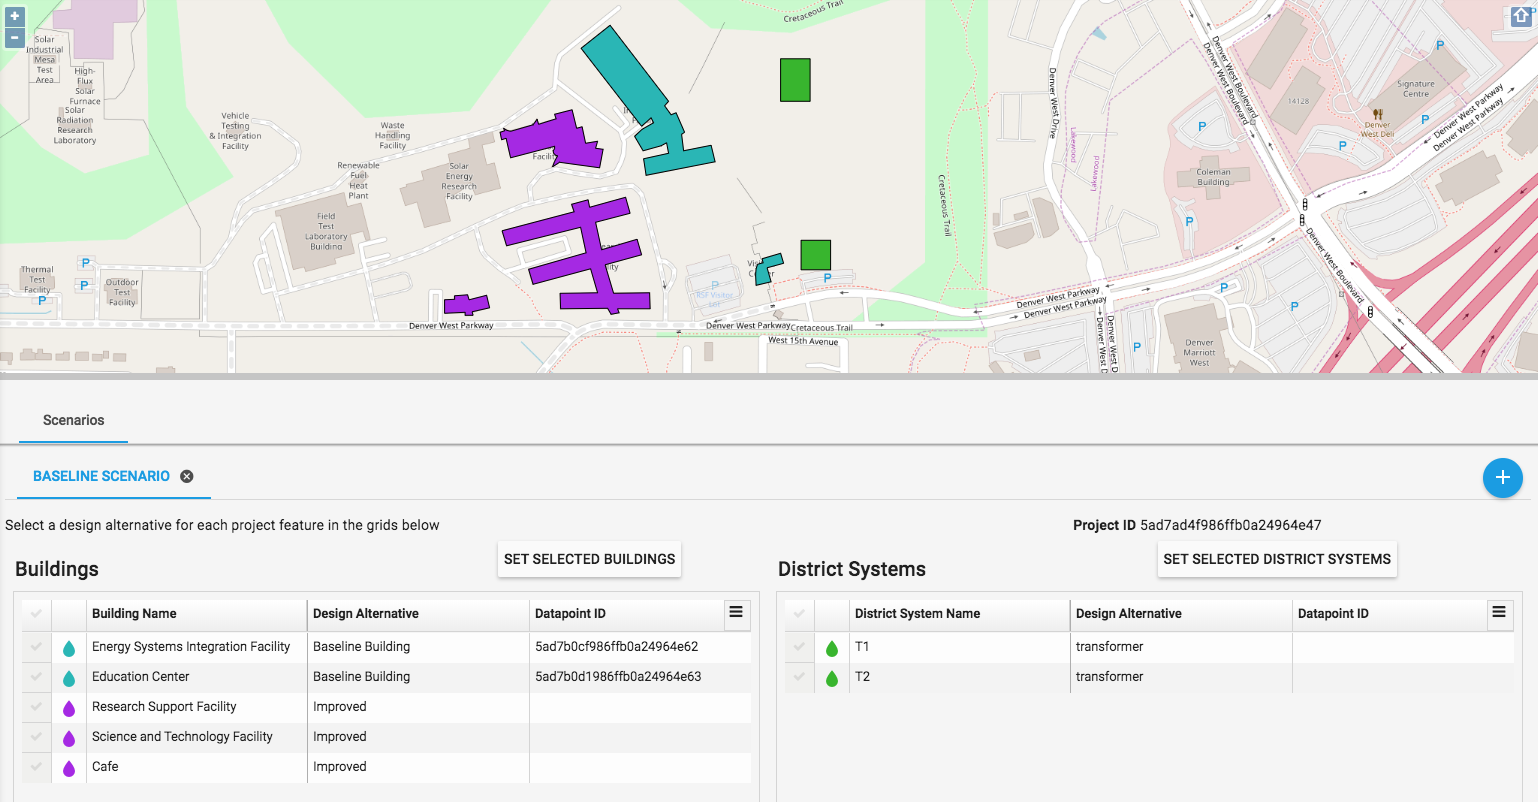 +
-
Solar
Industrial
Mesa
Test
Area
High-
Flux
Solar
Furnace
Solar
Radiation
Research
Laboratory
Vehicle
Testing
& Integration
Facility
Waste
Handling
Facility
Renewable
Fuel
Heat
Plant
Solar
Energy
Research
Facility
Field
Test
Laboratory
Building
Thermal
Test
Facility
Outdoor
Test
Facility
P
P
P
Cretaceous Trail
Cretaceous Trail
Cretaceous Trail
RSF Visitor
P
P
Denver West Parkway
Denver West Parkway
West 15th Avenue
Denver West Parkway
Denver West Parkway
Denver West Drive
Lakewood
Lakewood
Denver West Boulevard
Denver West Boulevard
Denver West Boulevard
14128
Signature
Centre
Denver
West Deli
Denver West Parkway
Denver West Parkway
Coleman
Building
P
P
P
P
P
P
P
P
Denver
Marriott
West
Denver West D
Denver West D
Scenarios
BASELINE SCENARIO
+
Select a design alternative for each project feature in the grids below
Project ID 5ad7ad4f986ffb0a24964e47
Buildings
SET SELECTED BUILDINGS
District Systems
SET SELECTED DISTRICT SYSTEMS
Building Name Design Alternative Datapoint ID
Energy Systems Integration Facility Baseline Building 5ad7b0cf986ffb0a24964e62
Education Center Baseline Building 5ad7b0d1986ffb0a24964e63
Research Support Facility Improved
Science and Technology Facility Improved
Cafe Improved
District System Name Design Alternative Datapoint ID
T1 transformer
T2 transformer